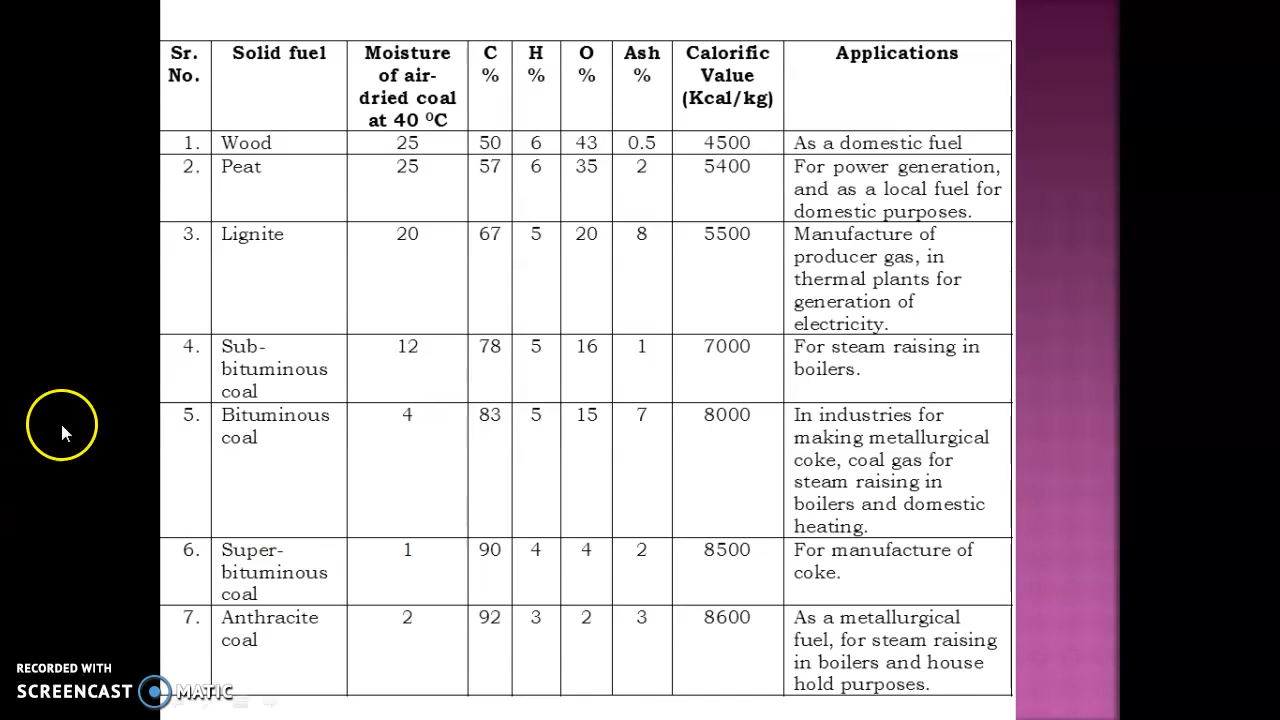 Sr. No. Solid fuel Moisture of air-dried coal at 40 ⁰C C % H % O % Ash % Calorific Value (Kcal/kg) Applications
1. Wood 25 50 6 43 0.5 4500 As a domestic fuel
2. Peat 25 57 6 35 2 5400 For power generation,
and as a local fuel for
domestic purposes.
3. Lignite 20 67 5 20 8 5500 Manufacture of
producer gas, in
thermal plants for
generation of
electricity.
4. Sub- 12 78 5 16 1 7000 For steam raising in
bituminous boilers.
coal
5. Bituminous 4 83 5 15 7 8000 In industries for
coal making metallurgical
coke, coal gas for
steam raising in
boilers and domestic
heating.
6. Super- 1 90 4 4 2 8500 For manufacture of
bituminous coke.
coal
7. Anthracite 2 92 3 2 3 8600 As a metallurgical
coal fuel, for steam raising
in boilers and house
hold purposes.
RECORDED WITH
SCREENCAST MATIC